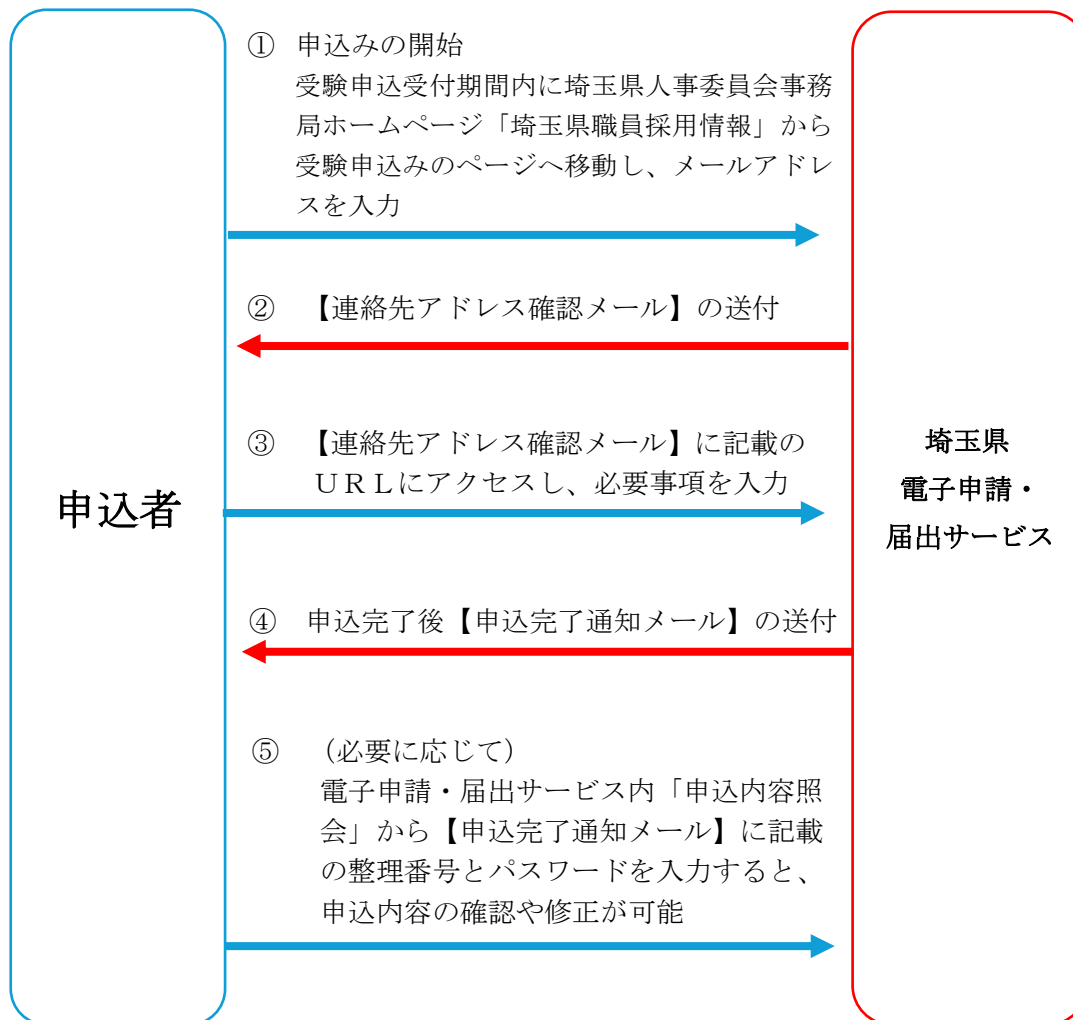 ① 申込みの開始
受験申込受付期間内に埼玉県人事委員会事務
局ホームページ「埼玉県職員採用情報」から
受験申込みのページへ移動し、メールアドレ
スを入力
② 【連絡先アドレス確認メール】の送付
③ 【連絡先アドレス確認メール】に記載の
ＵＲＬにアクセスし、必要事項を入力
申込者
埼玉県
電子申請・
届出サービス
④ 申込完了後【申込完了通知メール】の送付
⑤ （必要に応じて）
電子申請・届出サービス内「申込内容照
会」から【申込完了通知メール】に記載
の整理番号とパスワードを入力すると、
申込内容の確認や修正が可能